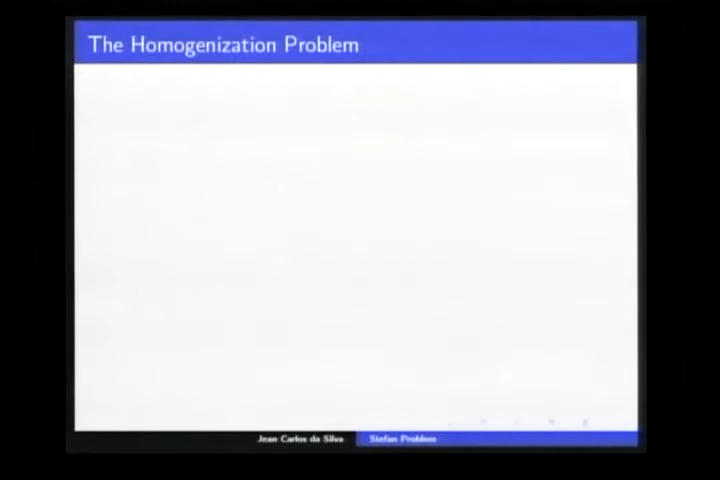 The Homogenization Problem
Jean Carlos da Silva
Stefan Problem